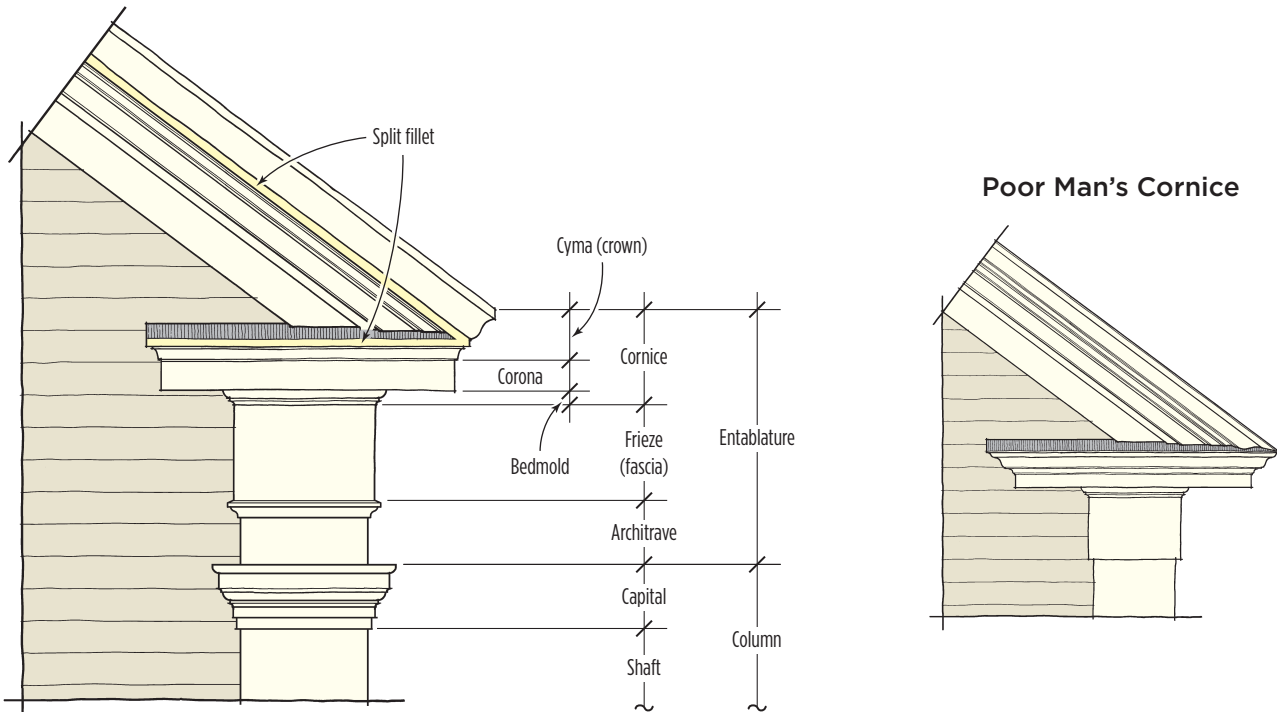 Split fillet
Cyma (crown)
Corona
Cornice
Bedmold
Frieze
(fascia)
Entablature
Architrave
Capital
Column
Shaft
Poor Man’s Cornice